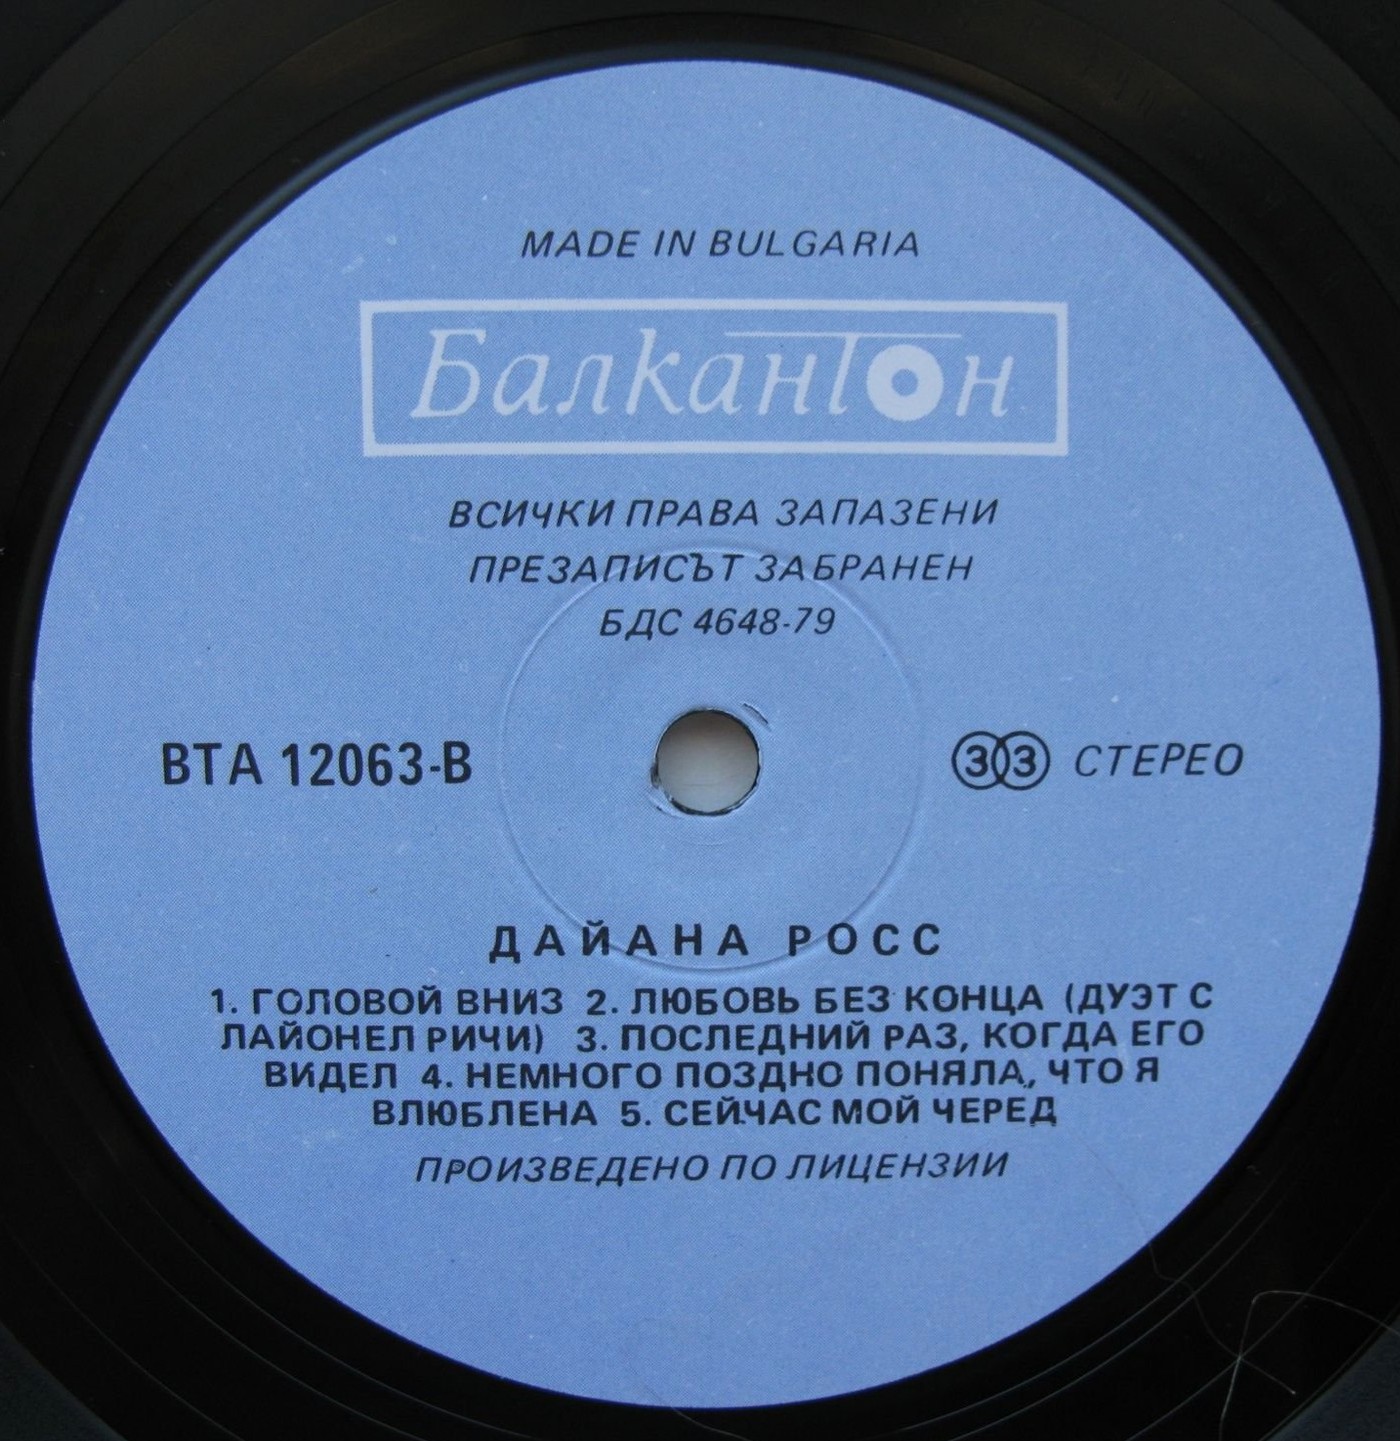 MADE IN BULGARIA
Балкантон
ВСИЧКИ ПРАВА ЗАПАЗЕНИ
ПРЕЗАПИСЪТ ЗАБРАНЕН
БДС 4648-79
ВТА 12063-В
33 СТЕРЕО
ДАЙАНА РОСС
1. ГОЛОВОЙ ВНИЗ 2. ЛЮБОВЬ БЕЗ КОНЦА (ДУЭТ С
ЛАЙОНЕЛ РИЧИ) 3. ПОСЛЕДНИЙ РАЗ, КОГДА ЕГО
ВИДЕЛ 4. НЕМНОГО ПОЗДНО ПОНЯЛА, ЧТО Я
ВЛЮБЛЕНА 5. СЕЙЧАС МОЙ ЧЕРЕД
ПРОИЗВЕДЕНО ПО ЛИЦЕНЗИИ